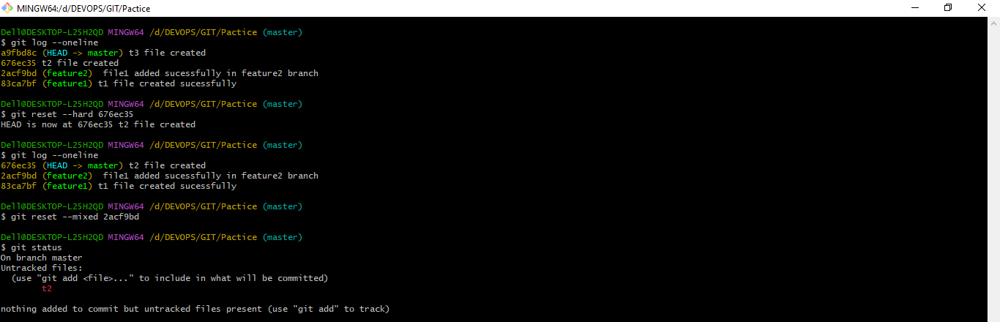 MINGW64:/d/DEVOPS/GIT/Pactice
Dell@DESKTOP-L25H2QD MINGW64 /d/DEVOPS/GIT/Pactice (master)
$ git log --oneline
a9fbd8c (HEAD -> master) t3 file created
676ec35 t2 file created
2acf9bd (feature2)  file1 added sucessfully in feature2 branch
83ca7bf (feature1) t1 file created sucessfully
Dell@DESKTOP-L25H2QD MINGW64 /d/DEVOPS/GIT/Pactice (master)
$ git reset --hard 676ec35
HEAD is now at 676ec35 t2 file created
Dell@DESKTOP-L25H2QD MINGW64 /d/DEVOPS/GIT/Pactice (master)
$ git log --oneline
676ec35 (HEAD -> master) t2 file created
2acf9bd (feature2)  file1 added sucessfully in feature2 branch
83ca7bf (feature1) t1 file created sucessfully
Dell@DESKTOP-L25H2QD MINGW64 /d/DEVOPS/GIT/Pactice (master)
$ git reset --mixed 2acf9bd
Dell@DESKTOP-L25H2QD MINGW64 /d/DEVOPS/GIT/Pactice (master)
$ git status
On branch master
Untracked files:
  (use "git add <file>..." to include in what will be committed)
        t2
nothing added to commit but untracked files present (use "git add" to track)